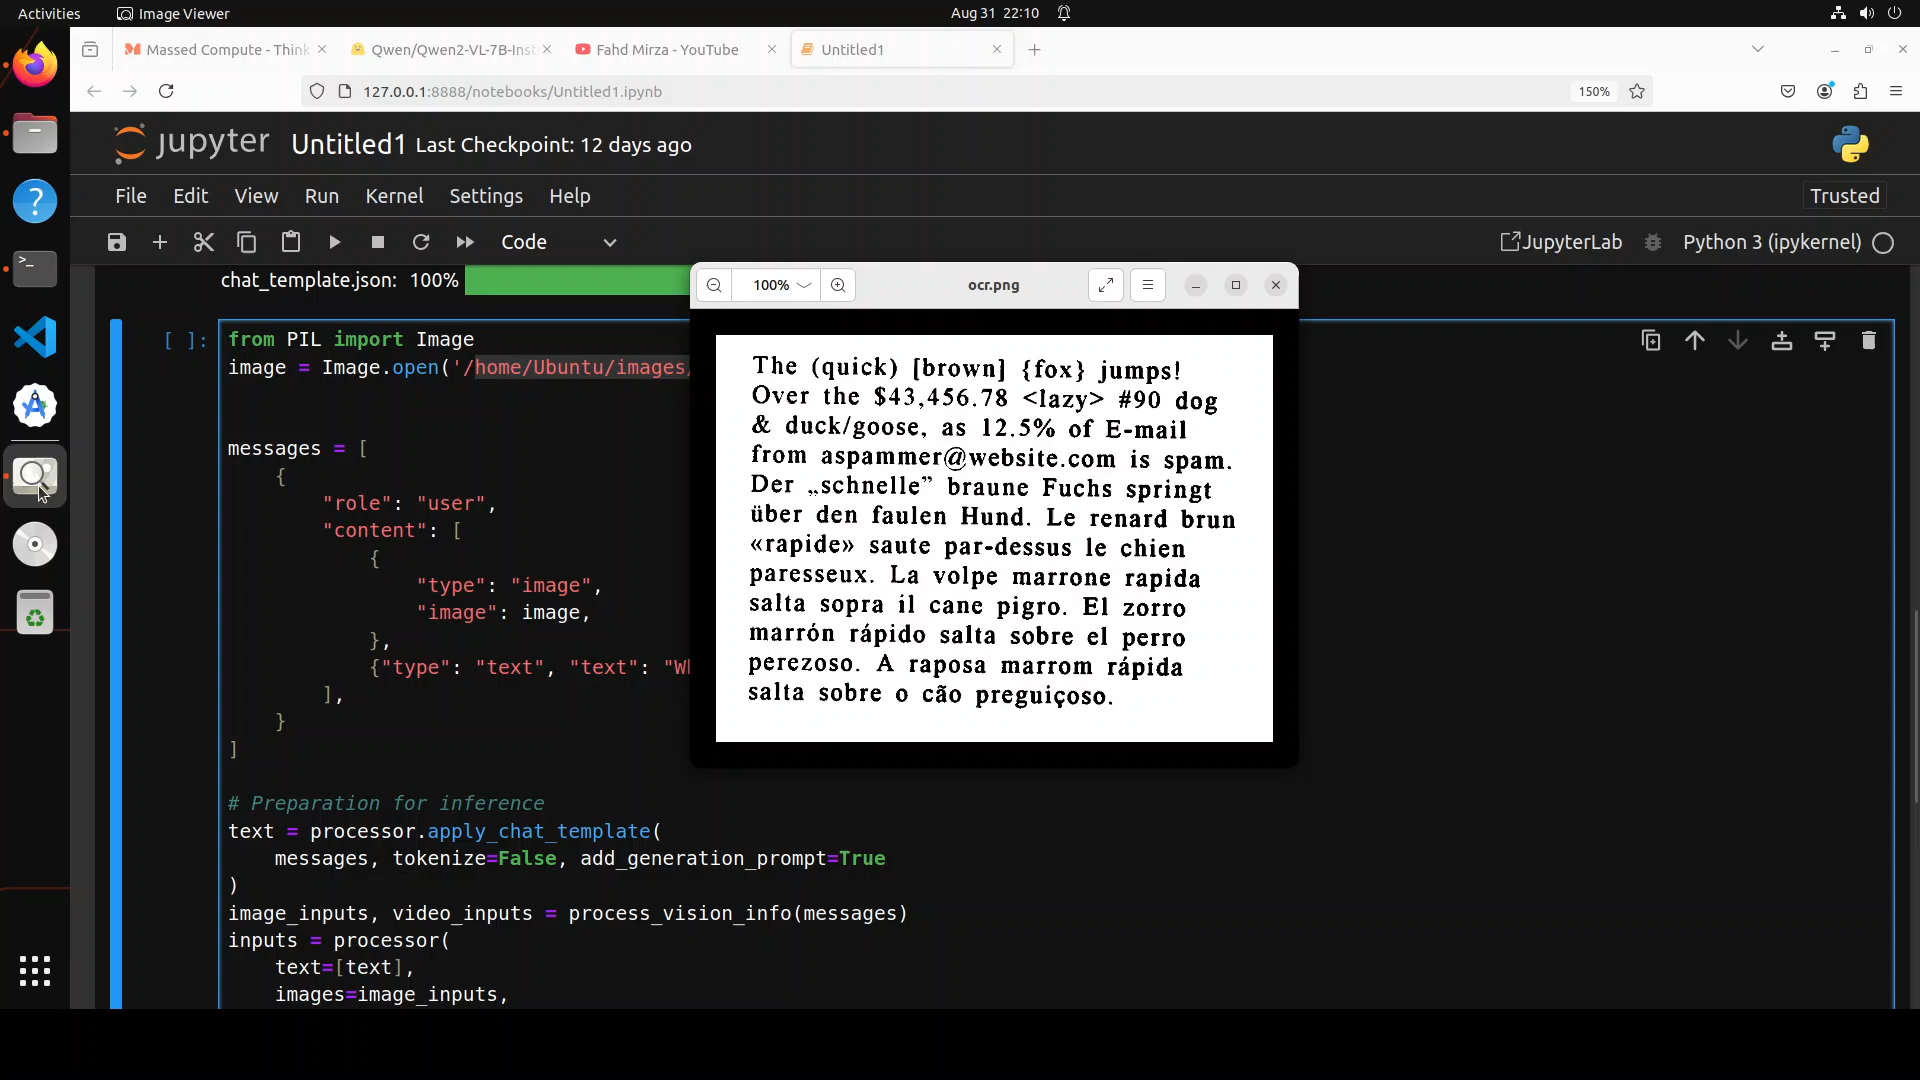 Activities
Image Viewer
Aug 31 22:10
Massed Compute - Think
Qwen/Qwen2-VL-7B-Inst
Fahd Mirza - YouTube
Untitled1
127.0.0.1:8888/notebooks/Untitled1.ipynb
150%
jupyter Untitled1 Last Checkpoint: 12 days ago
File Edit View Run Kernel Settings Help
Trusted
Code
JupyterLab
Python 3 (ipykernel)
chat_template.json: 100%
100%
ocr.png
The (quick) [brown] {fox} jumps!
Over the $43,456.78 <lazy> #90 dog
& duck/goose, as 12.5% of E-mail
from aspammer@website.com is spam.
Der „schnelle” braune Fuchs springt
über den faulen Hund. Le renard brun
«rapide» saute par-dessus le chien
paresseux. La volpe marrone rapida
salta sopra il cane pigro. El zorro
marrón rápido salta sobre el perro
perezoso. A raposa marrom rápida
salta sobre o cão preguiçoso.
[ ]:
from PIL import Image
image = Image.open('/home/Ubuntu/images/
messages = [
{
"role": "user",
"content": [
{
"type": "image",
"image": image,
},
{"type": "text", "text": "
],
}
]
# Preparation for inference
text = processor.apply_chat_template(
messages, tokenize=False, add_generation_prompt=True
)
image_inputs, video_inputs = process_vision_info(messages)
inputs = processor(
text=[text],
images=image_inputs,